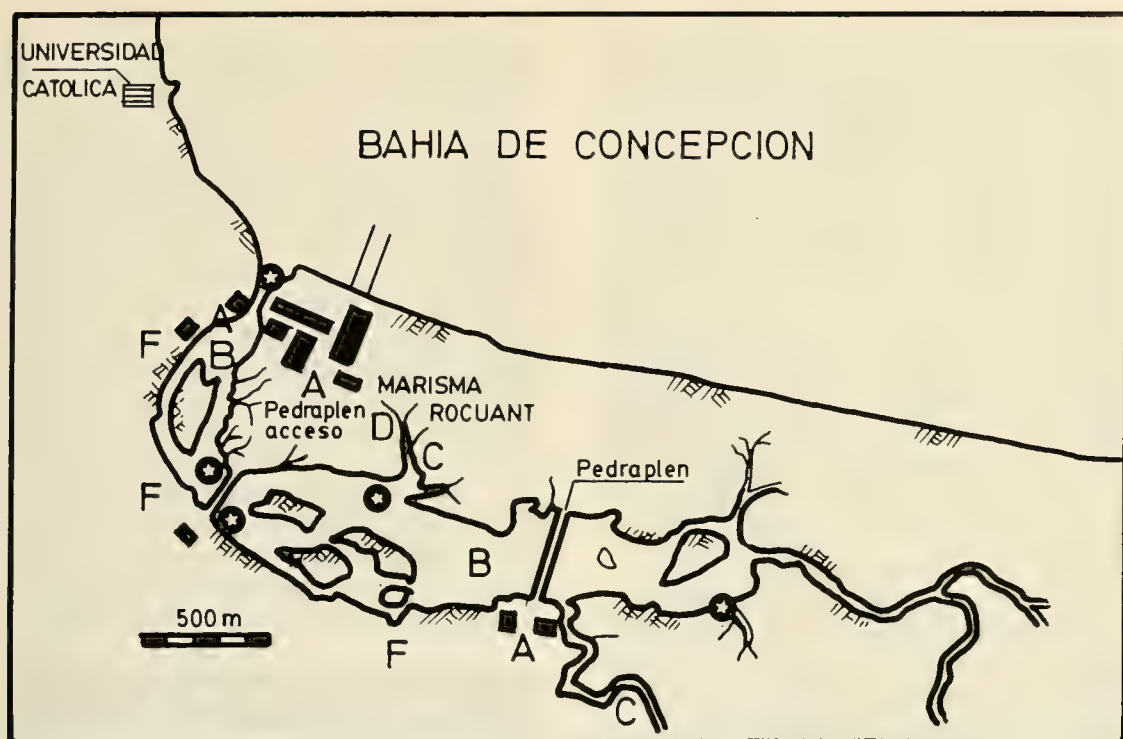 UNIVERSIDAD
CATOLICA
BAHIA DE CONCEPCION
F
A
B
A
MARISMA
Pedraplen
ROCUANT
acceso
D
C
Pedraplen
F
B
500 m
F
A
C